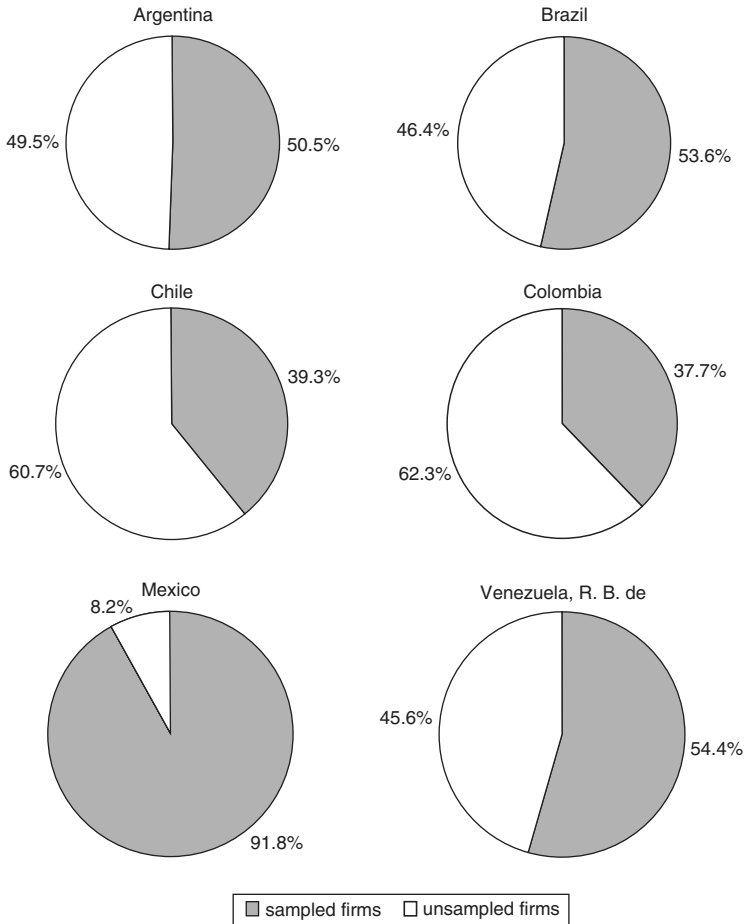 Argentina
49.5%
50.5%
Brazil
46.4%
53.6%
Chile
39.3%
60.7%
Colombia
37.7%
62.3%
Mexico
8.2%
91.8%
Venezuela, R. B. de
45.6%
54.4%
sampled firms
unsampled firms